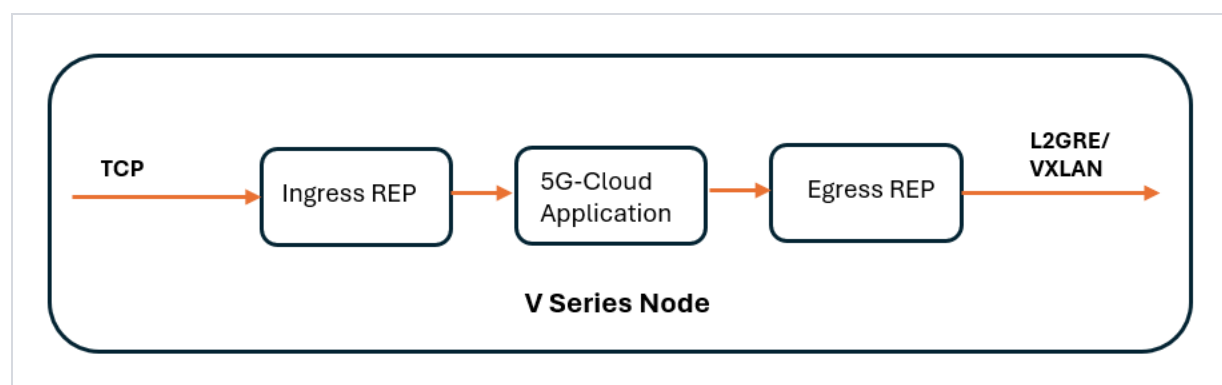 TCP
Ingress REP
5G-Cloud
Application
Egress REP
L2GRE/
VXLAN
V Series Node